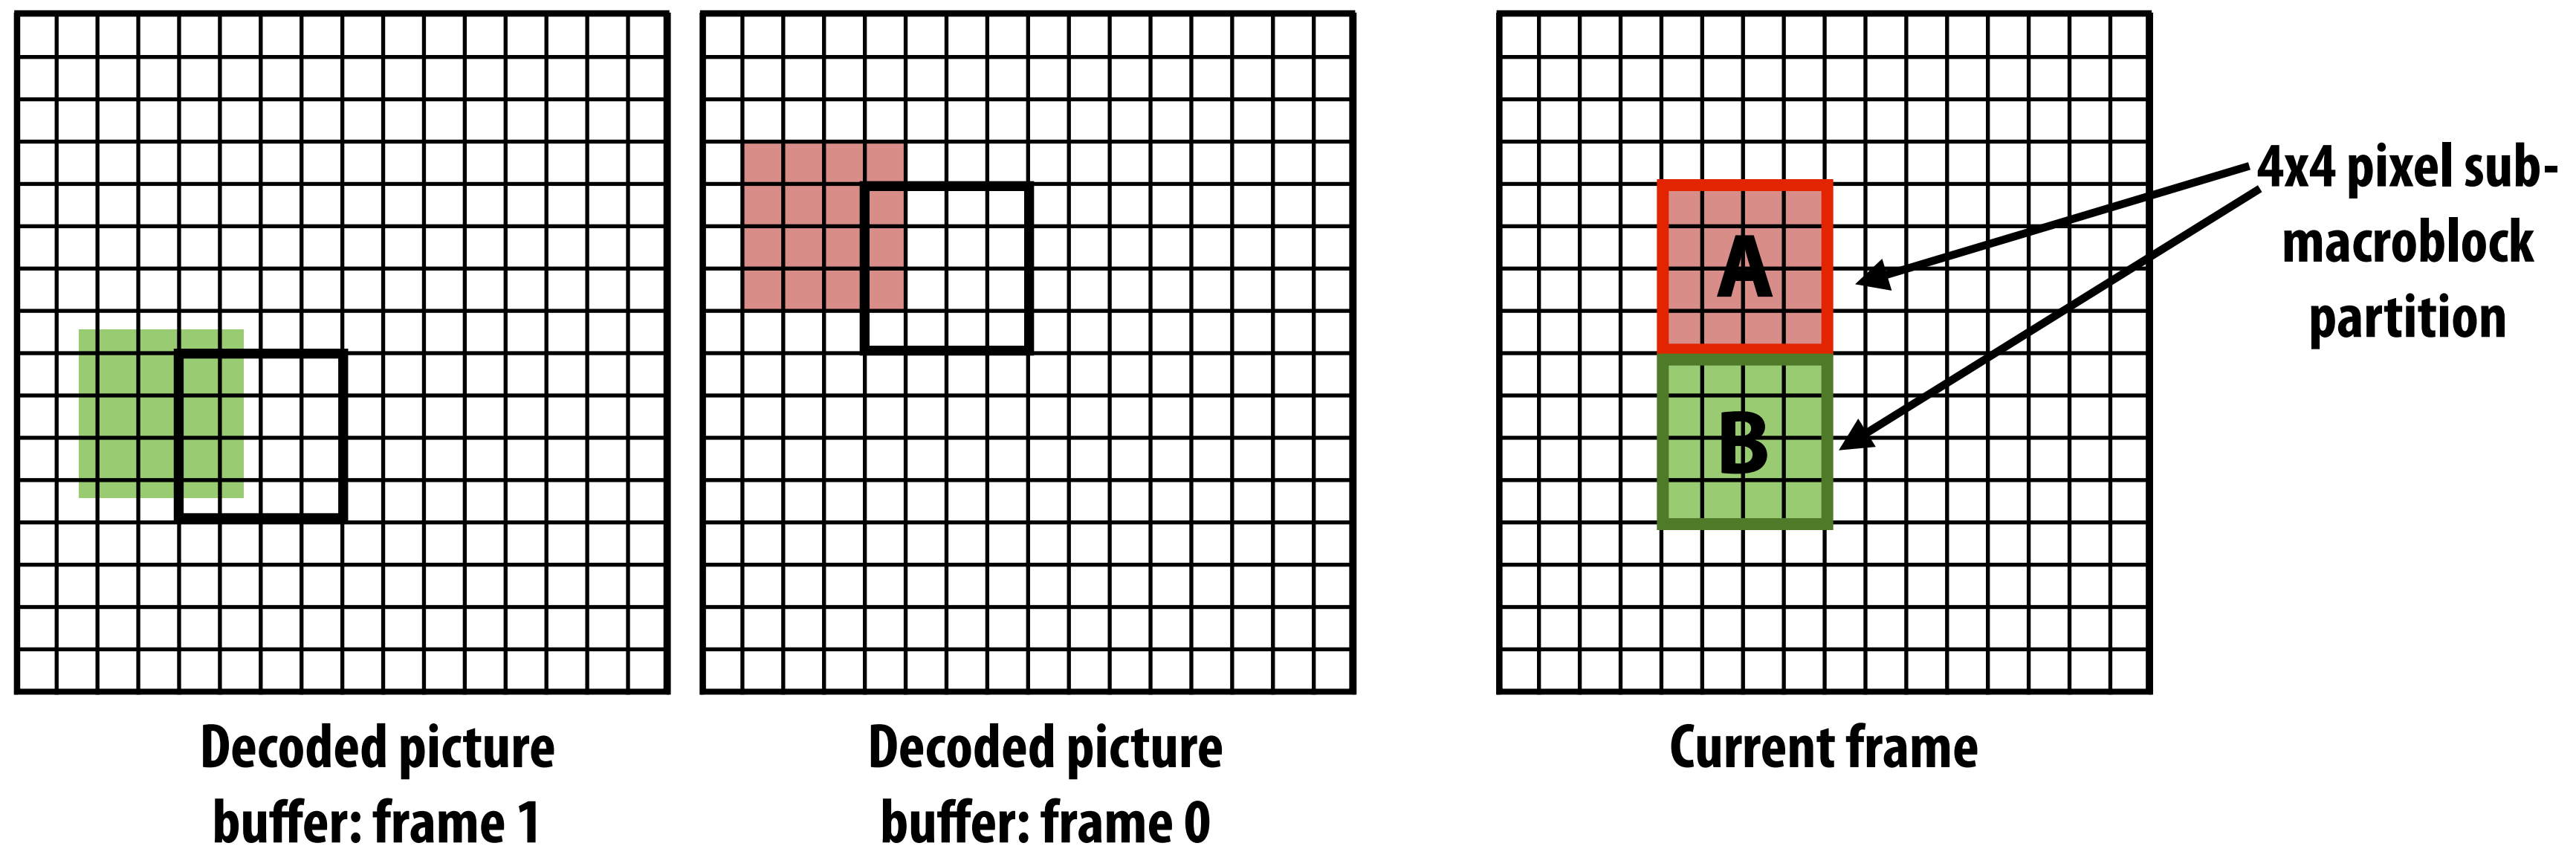 A
B
4x4 pixel sub-
macroblock
partition
Decoded picture
buffer: frame 1
Decoded picture
buffer: frame 0
Current frame